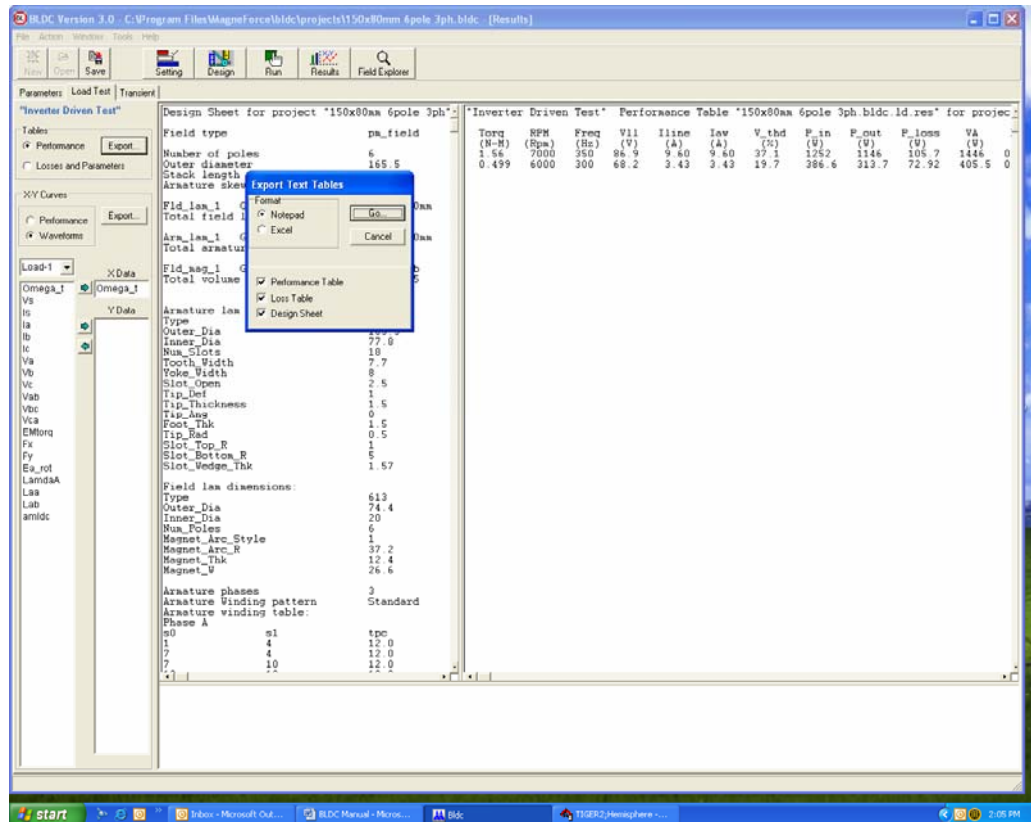 BLDC Version 3.0 - C:\Program Files\MagneForce\bldc\projects\150x80mm 6pole 3ph.bldc - [Results]
File Action Window Tools Help
New Open Save Setting Design Run Results Field Explorer
Parameters Load Test Transient
"Inverter Driven Test"
Tables
Performance Export...
Losses and Parameters
X-Y Curves
Performance Export...
Waveforms
Load-1
X Data
Omega_t
Y Data
Omega_t
Vs
Is
Ia
Ib
Ic
Va
Vb
Vc
Vab
Vbc
Vca
EMtorq
Fx
Fy
Ea_rot
LamdaA
Laa
Lab
amldc
Design Sheet for project "150x80mm 6pole 3ph"
Field type pm_field
Number of poles 6
Outer diameter 165.5
Stack length
Armature skew
Fld_lam_1 0mm
Total field l
Arm_lam_1 0mm
Total armatur
Fld_mag_1
Total volume
Armature lam
Type
Outer_Dia
Inner_Dia 77.8
Num_Slots 18
Tooth_Width 7.7
Yoke_Width 8
Slot_Open 2.5
Tip_Def 1
Tip_Thickness 1.5
Tip_Ang 0
Foot_Thk 1.5
Tip_Rad 0.5
Slot_Top_R 1
Slot_Bottom_R 5
Slot_Wedge_Thk 1.57
Field lam dimensions:
Type 613
Outer_Dia 74.4
Inner_Dia 20
Num_Poles 6
Magnet_Arc_Style 1
Magnet_Arc_R 37.2
Magnet_Thk 12.4
Magnet_W 26.6
Armature phases 3
Armature Winding pattern Standard
Armature winding table:
Phase A
s0 s1 tpc
1 4 12.0
7 4 12.0
7 10 12.0
Export Text Tables
Format
Notepad
Excel
Go...
Cancel
Performance Table
Loss Table
Design Sheet
"Inverter Driven Test" Performance Table "150x80mm 6pole 3ph.bldc.ld.res" for projec
Torq RPM Freq Vll Iline Iaw V_thd P_in P_out P_loss VA
(N-M) (Rpm) (Hz) (V) (A) (A) (%) (W) (W) (W) (W)
1.56 7000 350 86.9 9.60 9.60 37.1 1252 1146 105.7 1446 0
0.499 6000 300 68.2 3.43 3.43 19.7 386.6 313.7 72.92 405.5 0
start
Inbox - Microsoft Out...
BLDC Manual - Micros...
Bldc
TIGER2;Hemisphere -...
2:05 PM